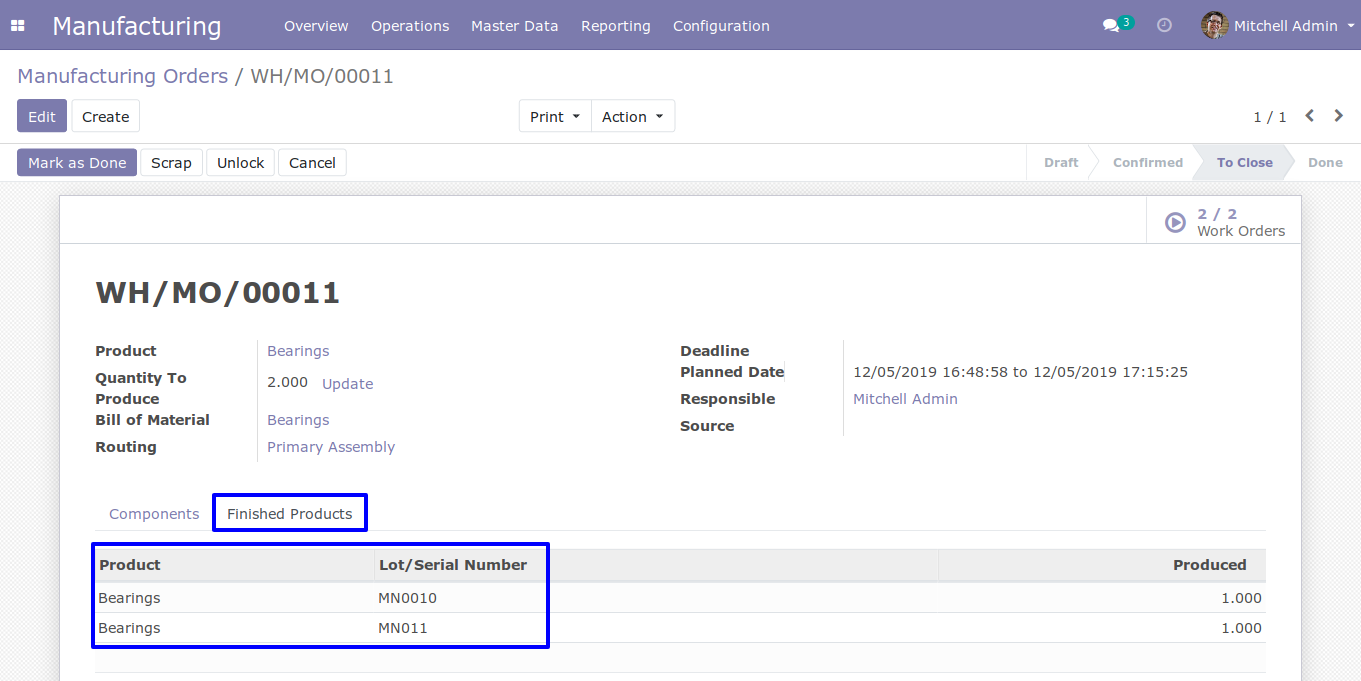 Manufacturing Overview Operations Master Data Reporting Configuration 3 Mitchell Admin
Manufacturing Orders / WH/MO/00011
Edit Create Print Action 1 / 1
Mark as Done Scrap Unlock Cancel Draft Confirmed To Close Done
2 / 2
Work Orders
WH/MO/00011
Product Bearings
Quantity To
Produce 2.000 Update
Bill of Material Bearings
Routing Primary Assembly
Deadline
Planned Date 12/05/2019 16:48:58 to 12/05/2019 17:15:25
Responsible Mitchell Admin
Source
Components Finished Products
Product Lot/Serial Number Produced
Bearings MN0010 1.000
Bearings MN011 1.000